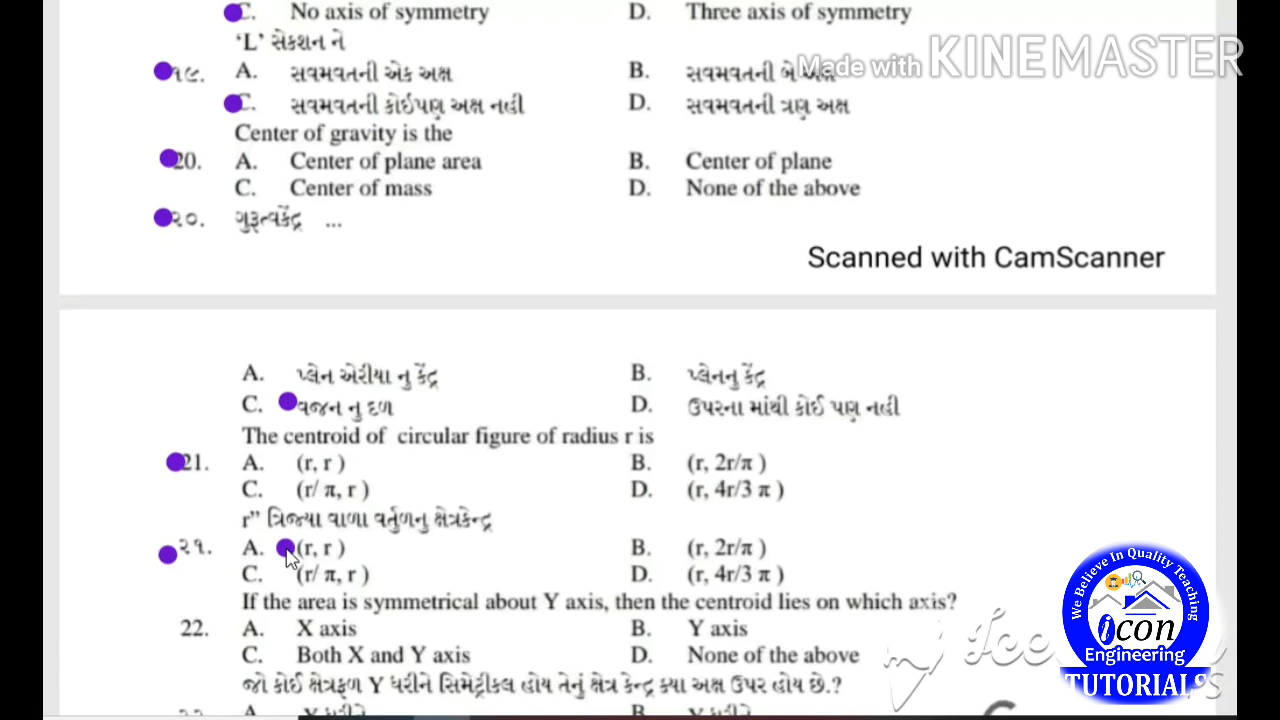 C. No axis of symmetry D. Three axis of symmetry
'L' સેકશન ને
૧૯. A. સવમવતની એક અક્ષ B. સવમવતની બે અક્ષ
C. સવમવતની કોઈપણ અક્ષ નહી D. સવમવતની ત્રણ અક્ષ
Made with KINEMASTER
Center of gravity is the
20. A. Center of plane area B. Center of plane
C. Center of mass D. None of the above
૨૦. ગુરૂત્વકેંદ્ર ...
Scanned with CamScanner
A. પ્લેન એરીયા નુ કેંદ્ર B. પ્લેનનુ કેંદ્ર
C. વજન નુ દળ D. ઉપરના માંથી કોઈ પણ નહી
The centroid of circular figure of radius r is
21. A. (r, r ) B. (r, 2r/π )
C. (r/ π, r ) D. (r, 4r/3 π )
r" ત્રિજ્યા વાળા વર્તુળનુ ક્ષેત્રકેન્દ્ર
૨૧. A. (r, r ) B. (r, 2r/π )
C. (r/ π, r ) D. (r, 4r/3 π )
If the area is symmetrical about Y axis, then the centroid lies on which axis?
22. A. X axis B. Y axis
C. Both X and Y axis D. None of the above
જો કોઈ ક્ષેત્રફળ Y ધરીને સિમેટ્રીકલ હોય તેનું ક્ષેત્ર કેન્દ્ર ક્યા અક્ષ ઉપર હોય છે.?
We Believe In Quality Teaching
icon
Engineering
TUTORIALS